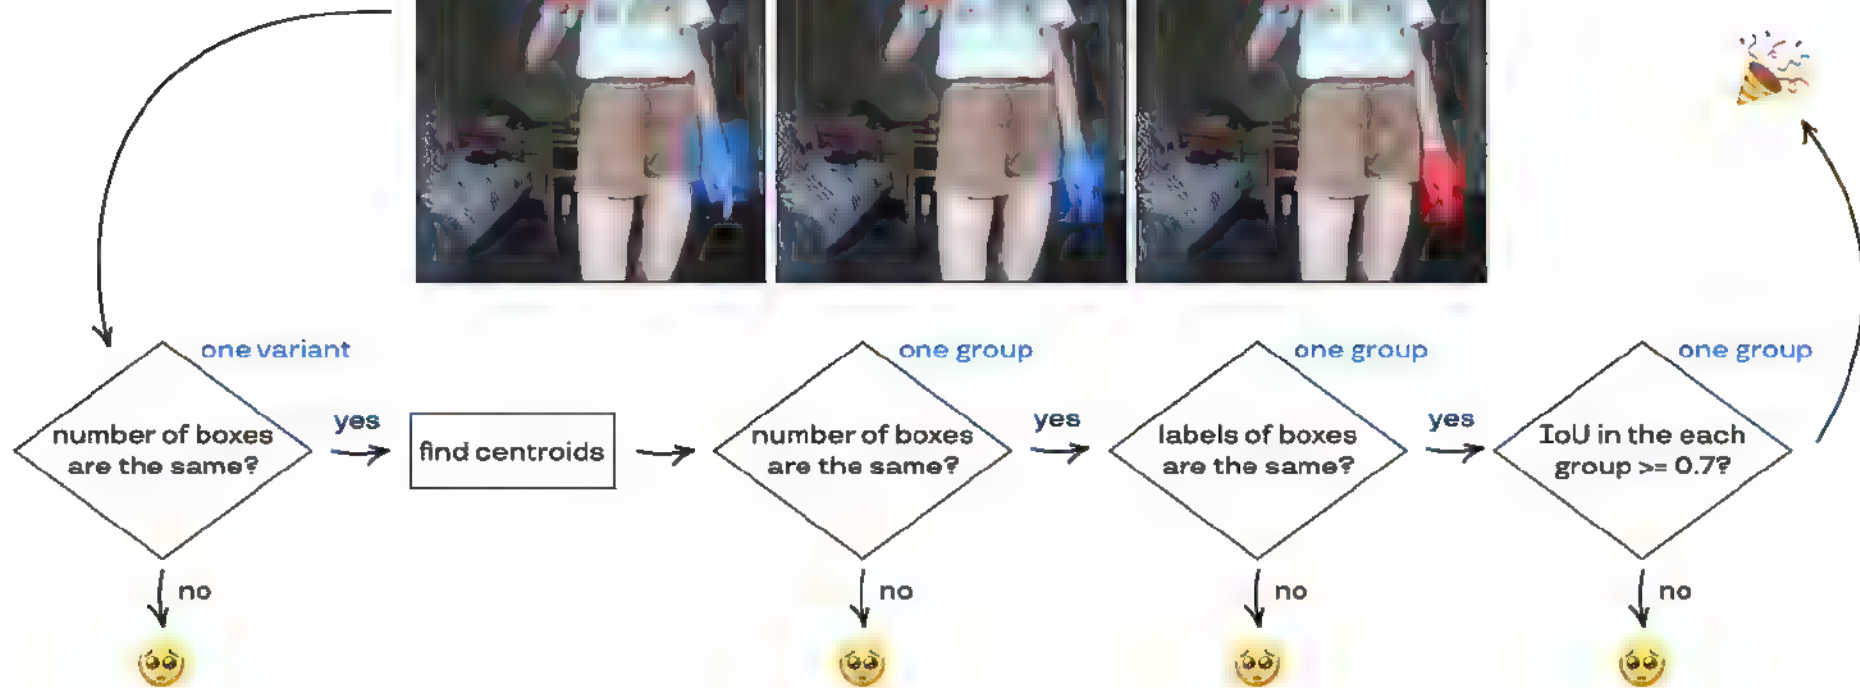 one variant
number of boxes
are the same?
yes
find centroids
one group
number of boxes
are the same?
yes
one group
labels of boxes
are the same?
yes
one group
IoU in the each
group >= 0.7?
no
no
no
no